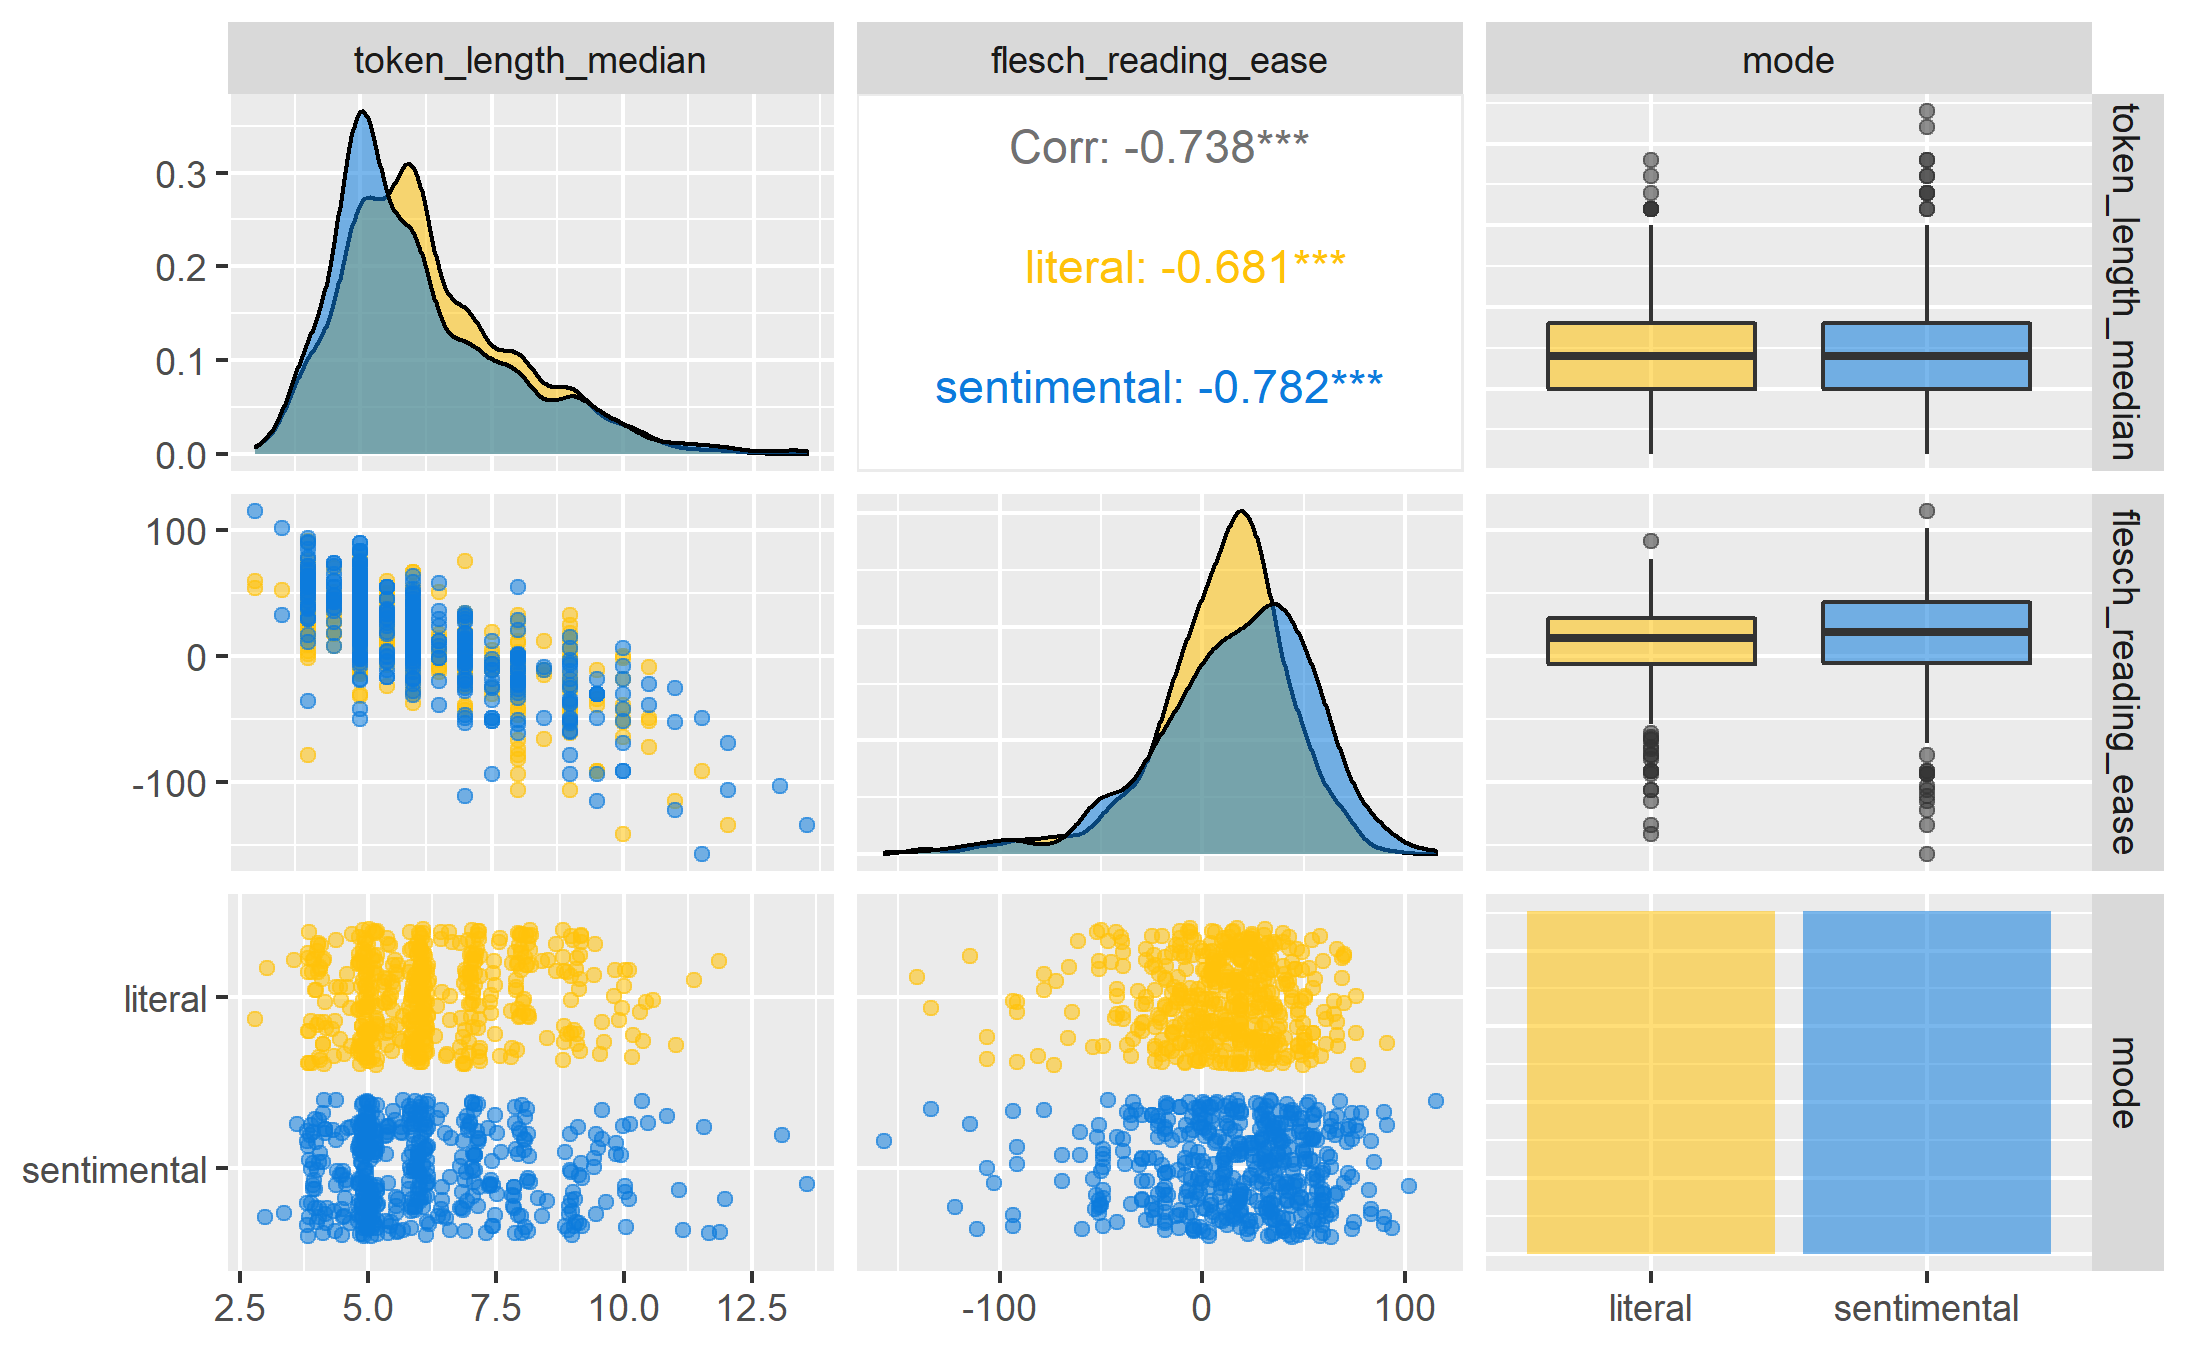 token_length_median
flesch_reading_ease
mode
0.3
0.2
0.1
0.0
Corr: -0.738***
literal: -0.681***
sentimental: -0.782***
token_length_median
100
0
-100
flesch_reading_ease
literal
sentimental
mode
2.5 5.0 7.5 10.0 12.5
-100 0 100
literal sentimental